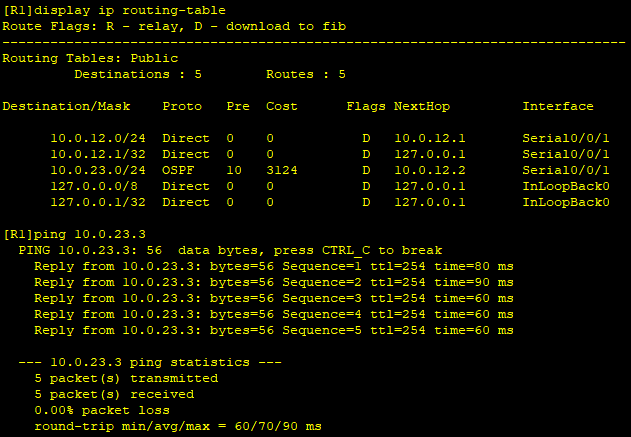 [R1]display ip routing-table
Route Flags: R - relay, D - download to fib
------------------------------------------------------------------------------
Routing Tables: Public
         Destinations : 5        Routes : 5

Destination/Mask    Proto   Pre  Cost      Flags NextHop         Interface

      10.0.12.0/24  Direct  0    0           D   10.0.12.1       Serial0/0/1
      10.0.12.1/32  Direct  0    0           D   127.0.0.1       Serial0/0/1
      10.0.23.0/24  OSPF    10   3124        D   10.0.12.2       Serial0/0/1
      127.0.0.0/8   Direct  0    0           D   127.0.0.1       InLoopBack0
      127.0.0.1/32  Direct  0    0           D   127.0.0.1       InLoopBack0

[R1]ping 10.0.23.3
  PING 10.0.23.3: 56  data bytes, press CTRL_C to break
    Reply from 10.0.23.3: bytes=56 Sequence=1 ttl=254 time=80 ms
    Reply from 10.0.23.3: bytes=56 Sequence=2 ttl=254 time=90 ms
    Reply from 10.0.23.3: bytes=56 Sequence=3 ttl=254 time=60 ms
    Reply from 10.0.23.3: bytes=56 Sequence=4 ttl=254 time=60 ms
    Reply from 10.0.23.3: bytes=56 Sequence=5 ttl=254 time=60 ms

  --- 10.0.23.3 ping statistics ---
    5 packet(s) transmitted
    5 packet(s) received
    0.00% packet loss
    round-trip min/avg/max = 60/70/90 ms